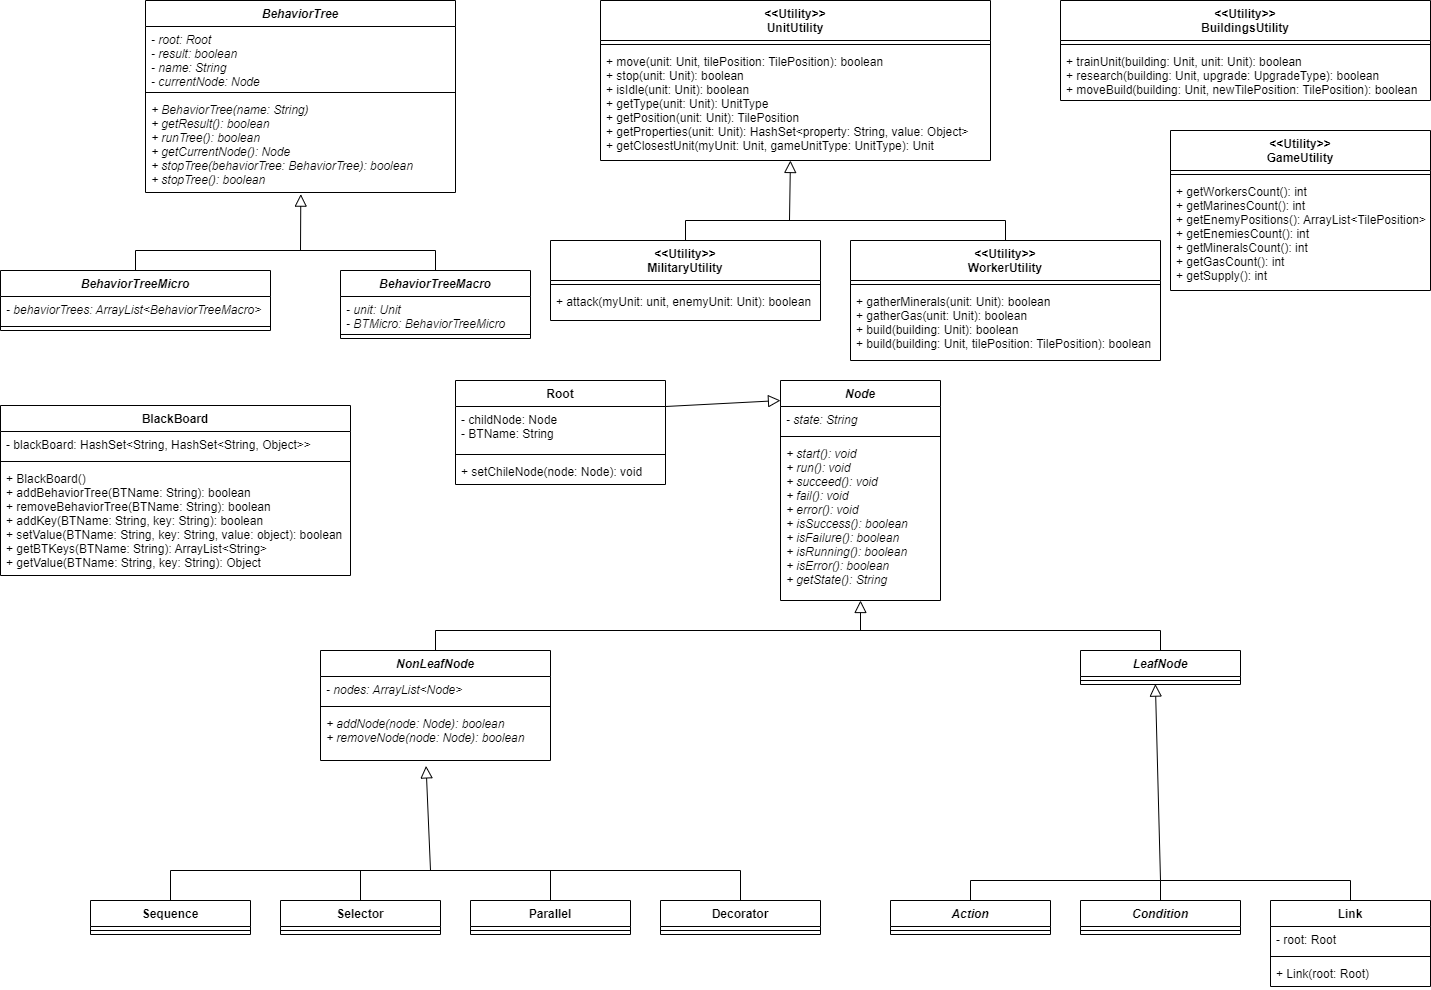 BehaviorTree
- root: Root
- result: boolean
- name: String
- currentNode: Node
+ BehaviorTree(name: String)
+ getResult(): boolean
+ runTree(): boolean
+ getCurrentNode(): Node
+ stopTree(behaviorTree: BehaviorTree): boolean
+ stopTree(): boolean
<<Utility>>
UnitUtility
+ move(unit: Unit, tilePosition: TilePosition): boolean
+ stop(unit: Unit): boolean
+ isIdle(unit: Unit): boolean
+ getType(unit: Unit): UnitType
+ getPosition(unit: Unit): TilePosition
+ getProperties(unit: Unit): HashSet<property: String, value: Object>
+ getClosestUnit(myUnit: Unit, gameUnitType: UnitType): Unit
<<Utility>>
BuildingsUtility
+ trainUnit(building: Unit, unit: Unit): boolean
+ research(building: Unit, upgrade: UpgradeType): boolean
+ moveBuild(building: Unit, newTilePosition: TilePosition): boolean
<<Utility>>
GameUtility
+ getWorkersCount(): int
+ getMarinesCount(): int
+ getEnemyPositions(): ArrayList<TilePosition>
+ getEnemiesCount(): int
+ getMineralsCount(): int
+ getGasCount(): int
+ getSupply(): int
BehaviorTreeMicro
- behaviorTrees: ArrayList<BehaviorTreeMacro>
BehaviorTreeMacro
- unit: Unit
- BTMicro: BehaviorTreeMicro
<<Utility>>
MilitaryUtility
+ attack(myUnit: unit, enemyUnit: Unit): boolean
<<Utility>>
WorkerUtility
+ gatherMinerals(unit: Unit): boolean
+ gatherGas(unit: Unit): boolean
+ build(building: Unit): boolean
+ build(building: Unit, tilePosition: TilePosition): boolean
BlackBoard
- blackBoard: HashSet<String, HashSet<String, Object>>
+ BlackBoard()
+ addBehaviorTree(BTName: String): boolean
+ removeBehaviorTree(BTName: String): boolean
+ addKey(BTName: String, key: String): boolean
+ setValue(BTName: String, key: String, value: object): boolean
+ getBTKeys(BTName: String): ArrayList<String>
+ getValue(BTName: String, key: String): Object
Root
- childNode: Node
- BTName: String
+ setChileNode(node: Node): void
Node
- state: String
+ start(): void
+ run(): void
+ succeed(): void
+ fail(): void
+ error(): void
+ isSuccess(): boolean
+ isFailure(): boolean
+ isRunning(): boolean
+ isError(): boolean
+ getState(): String
NonLeafNode
- nodes: ArrayList<Node>
+ addNode(node: Node): boolean
+ removeNode(node: Node): boolean
LeafNode
Sequence
Selector
Parallel
Decorator
Action
Condition
Link
- root: Root
+ Link(root: Root)